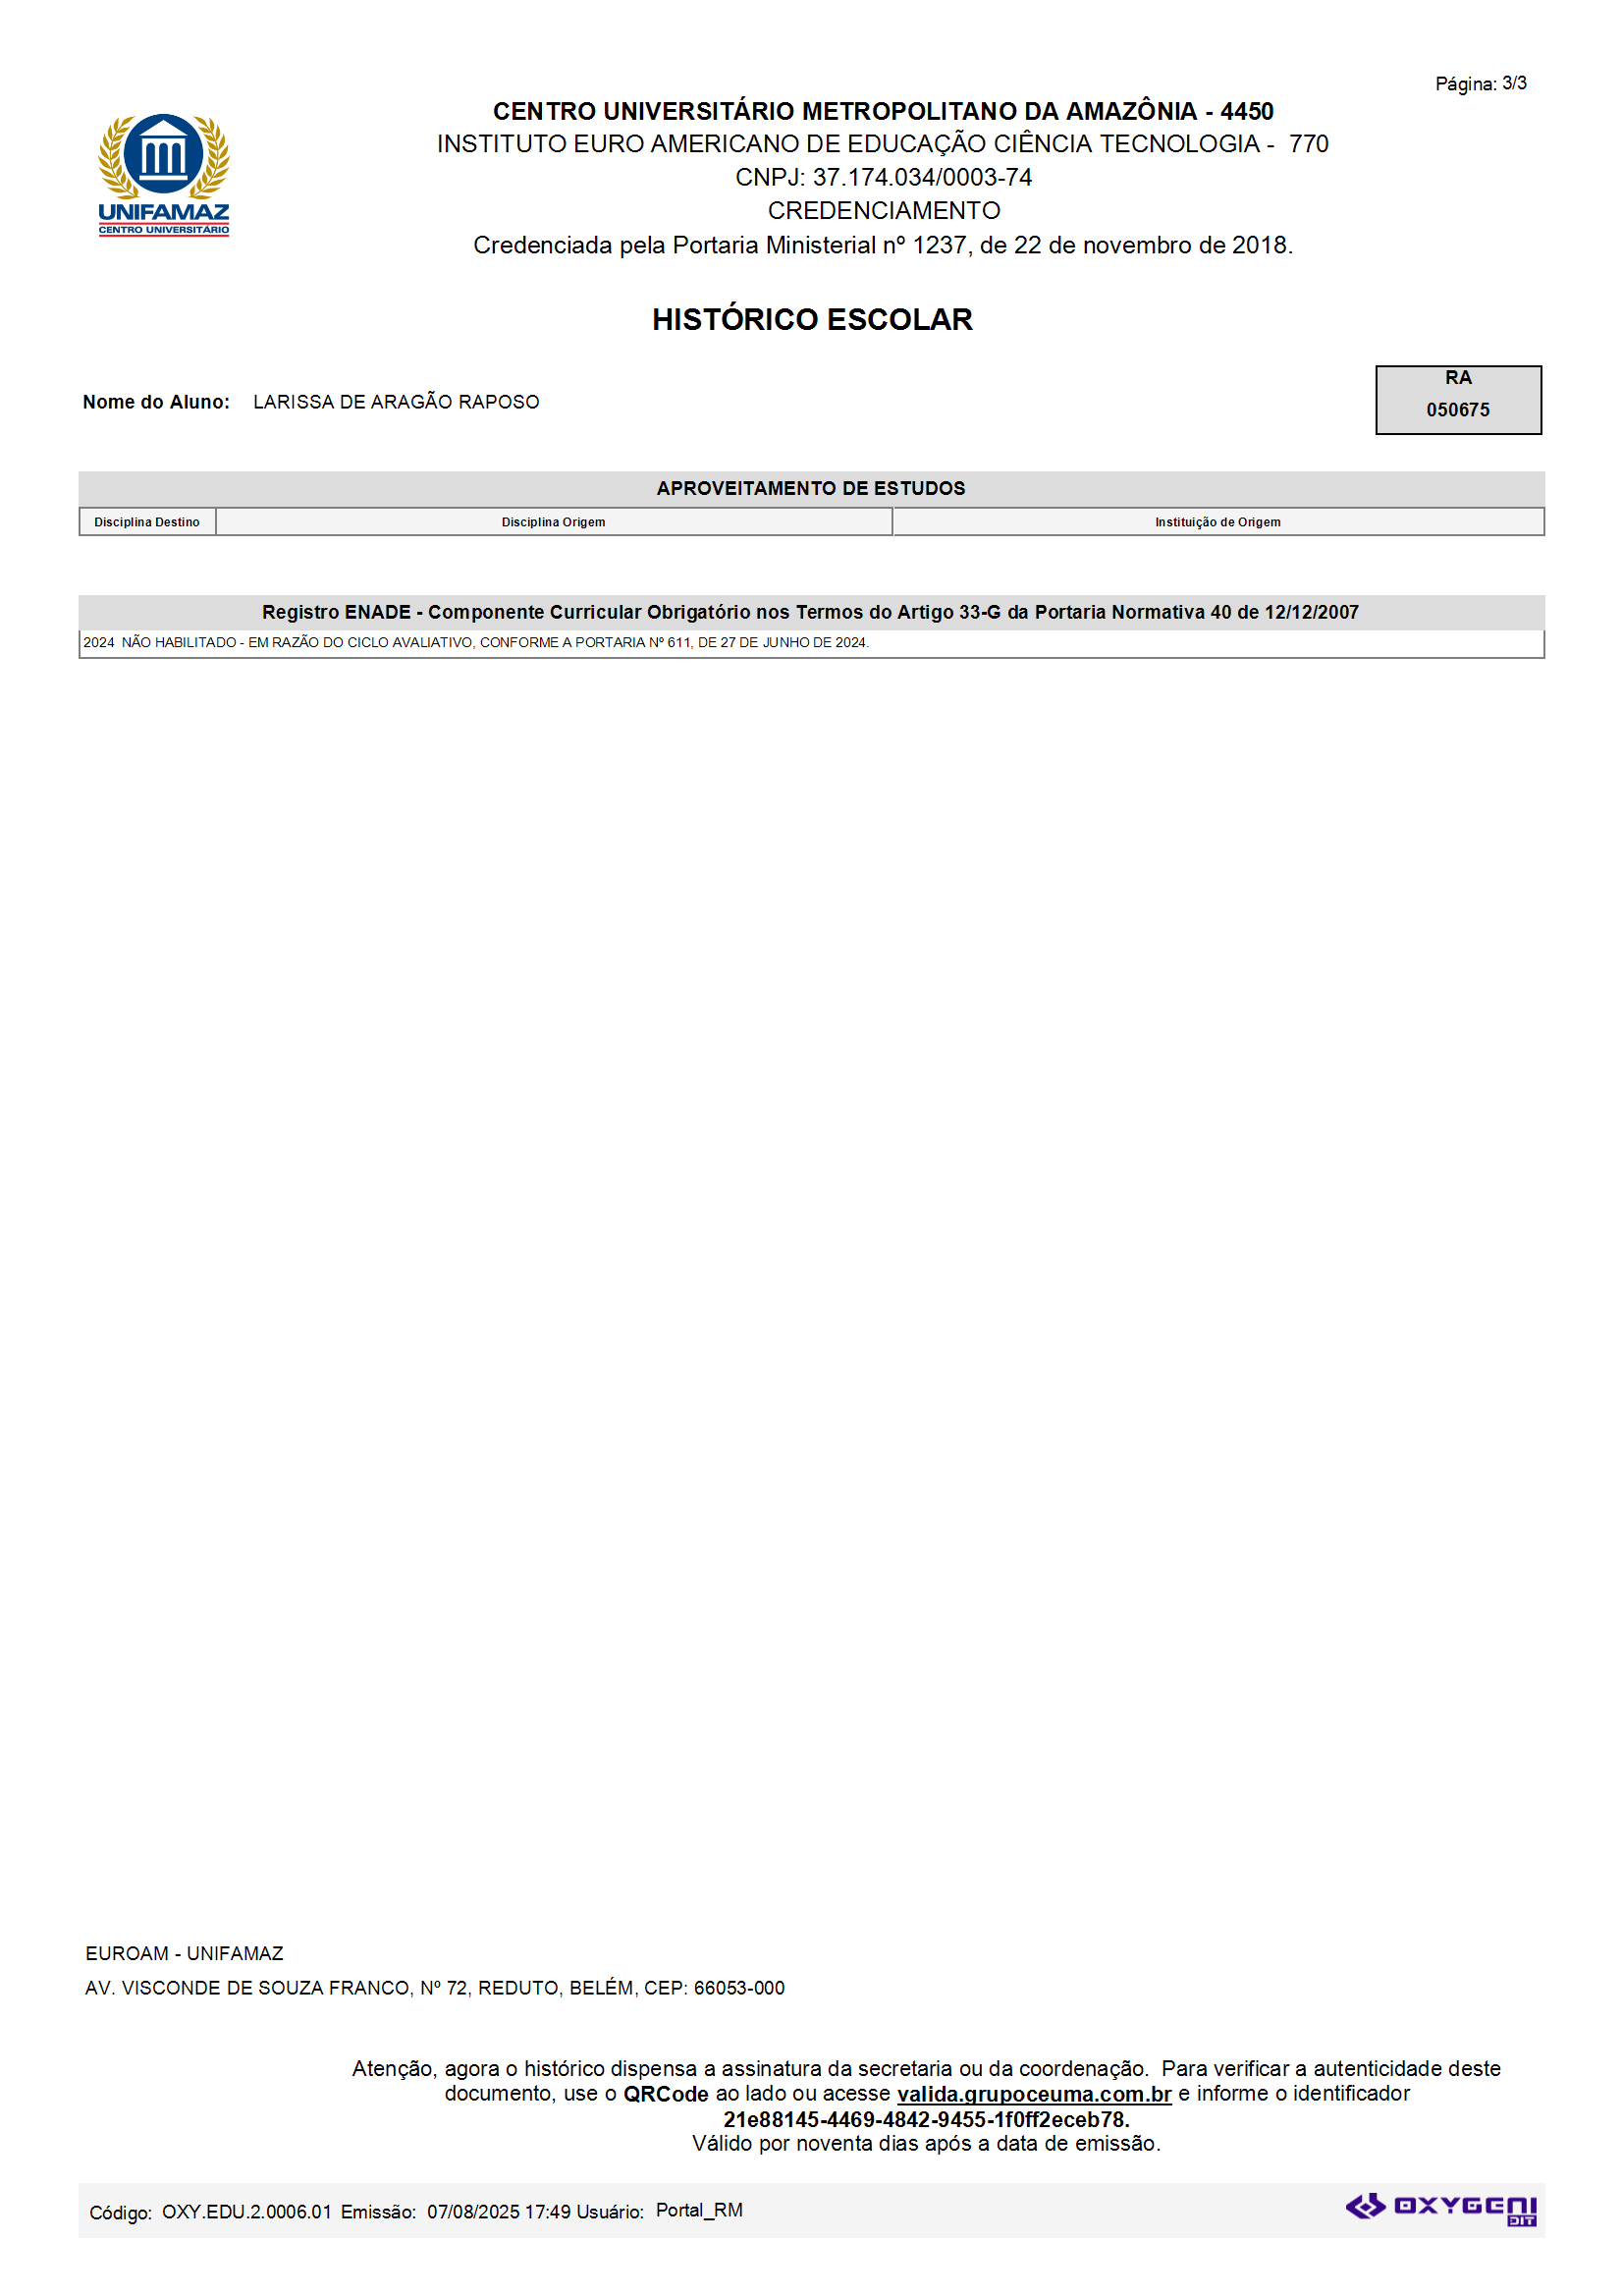 Página: 3/3
CENTRO UNIVERSITÁRIO METROPOLITANO DA AMAZÔNIA - 4450
INSTITUTO EURO AMERICANO DE EDUCAÇÃO CIÊNCIA TECNOLOGIA - 770
CNPJ: 37.174.034/0003-74
CREDENCIAMENTO
Credenciada pela Portaria Ministerial nº 1237, de 22 de novembro de 2018.
UNIFAMAZ
CENTRO UNIVERSITÁRIO
HISTÓRICO ESCOLAR
Nome do Aluno: LARISSA DE ARAGÃO RAPOSO
RA
050675
APROVEITAMENTO DE ESTUDOS
Disciplina Destino Disciplina Origem Instituição de Origem
Registro ENADE - Componente Curricular Obrigatório nos Termos do Artigo 33-G da Portaria Normativa 40 de 12/12/2007
2024 NÃO HABILITADO - EM RAZÃO DO CICLO AVALIATIVO, CONFORME A PORTARIA Nº 611, DE 27 DE JUNHO DE 2024.
EUROAM - UNIFAMAZ
AV. VISCONDE DE SOUZA FRANCO, Nº 72, REDUTO, BELÉM, CEP: 66053-000
Atenção, agora o histórico dispensa a assinatura da secretaria ou da coordenação. Para verificar a autenticidade deste
documento, use o QRCode ao lado ou acesse valida.grupoceuma.com.br e informe o identificador
21e88145-4469-4842-9455-1f0ff2eceb78.
Válido por noventa dias após a data de emissão.
Código: OXY.EDU.2.0006.01 Emissão: 07/08/2025 17:49 Usuário: Portal_RM
OXYGENI
DIT